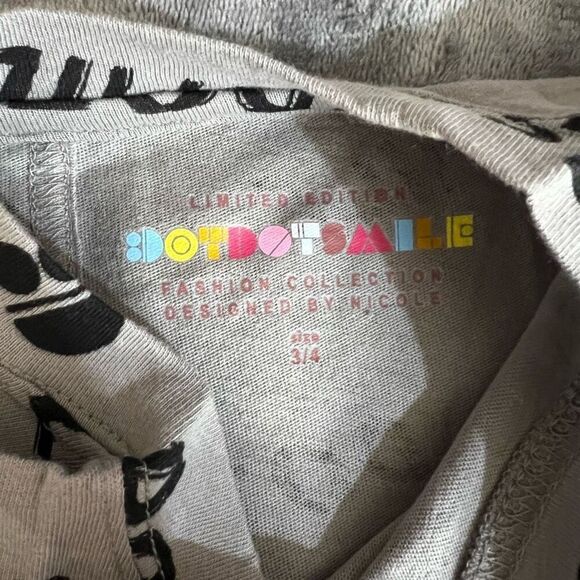 LIMITED EDITION
:DOTDOTSMILE
FASHION COLLECTION
DESIGNED BY NICOLE
SIZE
3/4